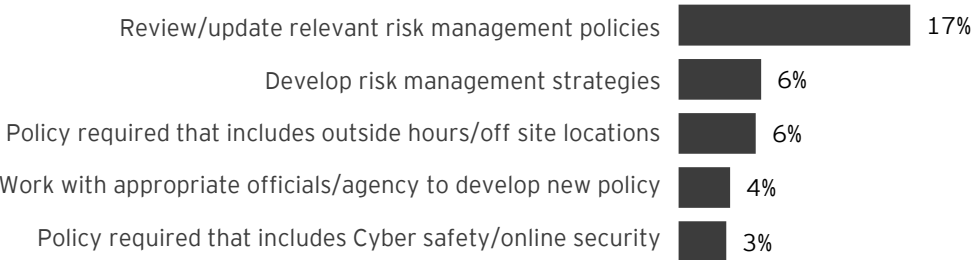 Review/update relevant risk management policies 17%
Develop risk management strategies 6%
Policy required that includes outside hours/off site locations 6%
Work with appropriate officials/agency to develop new policy 4%
Policy required that includes Cyber safety/online security 3%